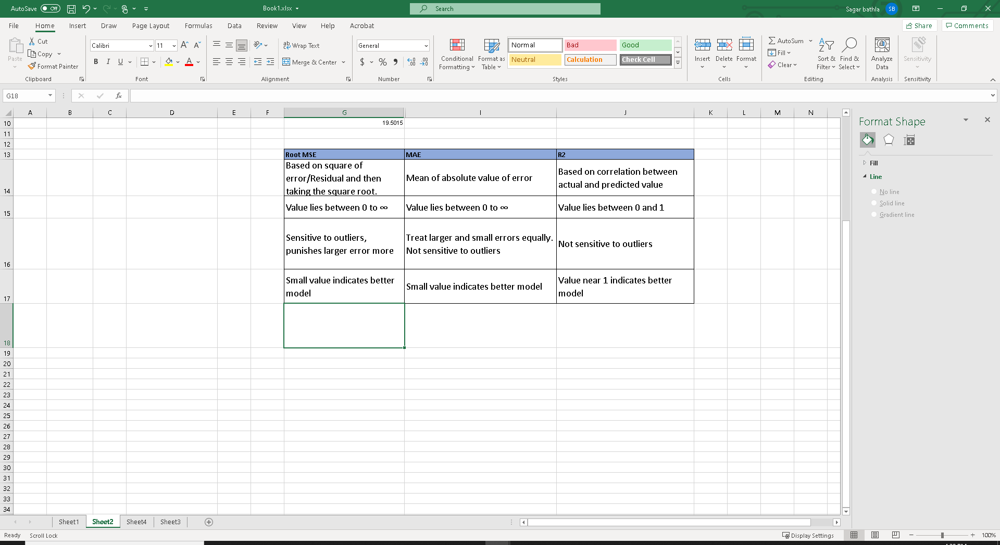 AutoSave Off Book1.xlsx Search Sagar bathla SB
File Home Insert Draw Page Layout Formulas Data Review View Help Acrobat Share Comments
Paste
Cut
Copy
Format Painter
Clipboard
Calibri 11
B I U
Font
Wrap Text
Merge & Center
Alignment
General
$ % 9
Number
Conditional
Formatting
Format as
Table
Normal Bad Good
Neutral Calculation Check Cell
Styles
Insert Delete Format
Cells
AutoSum
Fill
Clear
Sort &
Filter
Find &
Select
Editing
Analyze
Data
Analysis
Sensitivity
Sensitivity
G18 fx
A B C D E F G I J K L M N
10 19.5015
11
12
13 Root MSE MAE R2
14 Based on square of
error/Residual and then
taking the square root.
Mean of absolute value of error
Based on correlation between
actual and predicted value
15 Value lies between 0 to ∞ Value lies between 0 to ∞ Value lies between 0 and 1
16 Sensitive to outliers,
punishes larger error more
Treat larger and small errors equally.
Not sensitive to outliers
Not sensitive to outliers
17 Small value indicates better
model
Small value indicates better model
Value near 1 indicates better
model
18
19
20
21
22
23
24
25
26
27
28
29
30
31
32
33
34
Format Shape
Fill
Line
No line
Solid line
Gradient line
Sheet1 Sheet2 Sheet4 Sheet3
Ready Scroll Lock Display Settings 100%